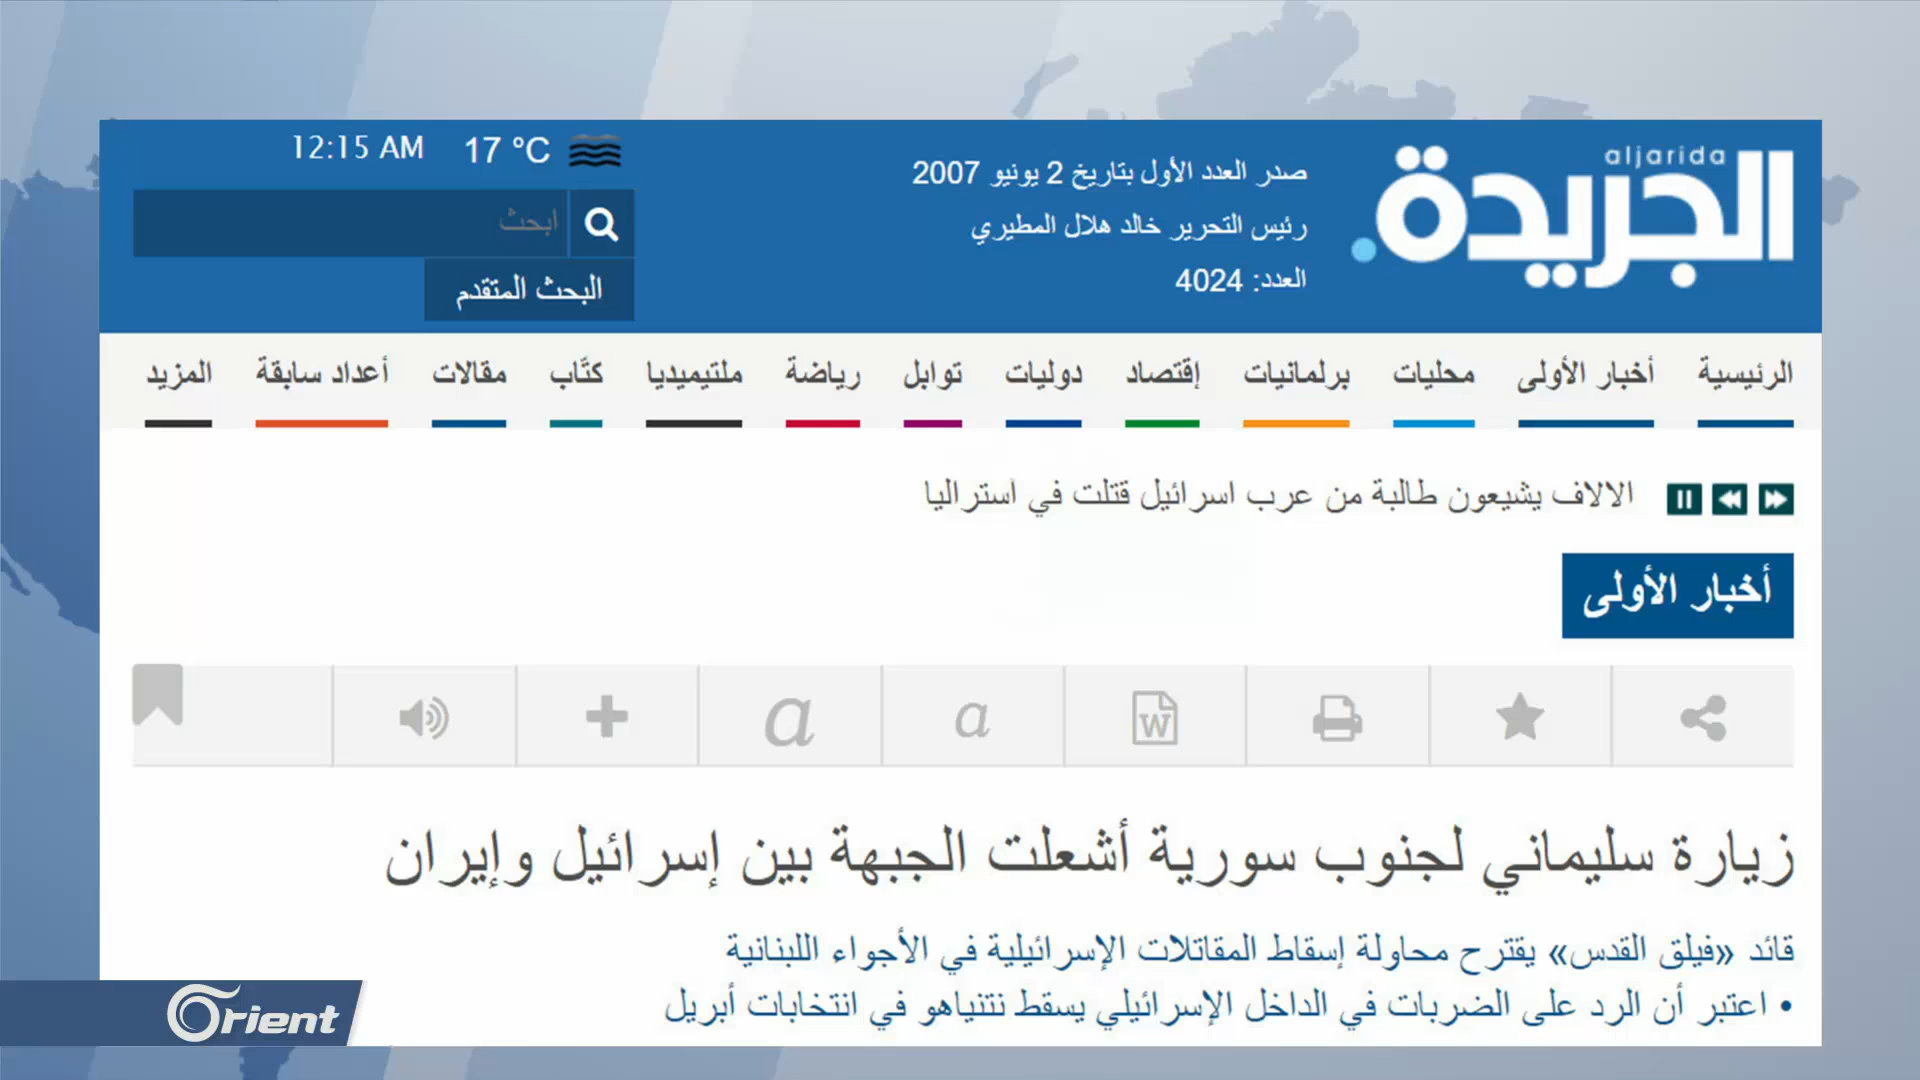 aljarida
الجريدة.
صدر العدد الأول بتاريخ 2 يونيو 2007
رئيس التحرير خالد هلال المطيري
العدد: 4024
17 °C 12:15 AM
ابحث
البحث المتقدم
الرئيسية أخبار الأولى محليات برلمانيات إقتصاد دوليات توابل رياضة ملتيميديا كتّاب مقالات أعداد سابقة المزيد
الالاف يشيعون طالبة من عرب اسرائيل قتلت في استراليا
أخبار الأولى
a a W
زيارة سليماني لجنوب سورية أشعلت الجبهة بين إسرائيل وإيران
قائد «فيلق القدس» يقترح محاولة إسقاط المقاتلات الإسرائيلية في الأجواء اللبنانية
• اعتبر أن الرد على الضربات في الداخل الإسرائيلي يسقط نتنياهو في انتخابات أبريل
Orient